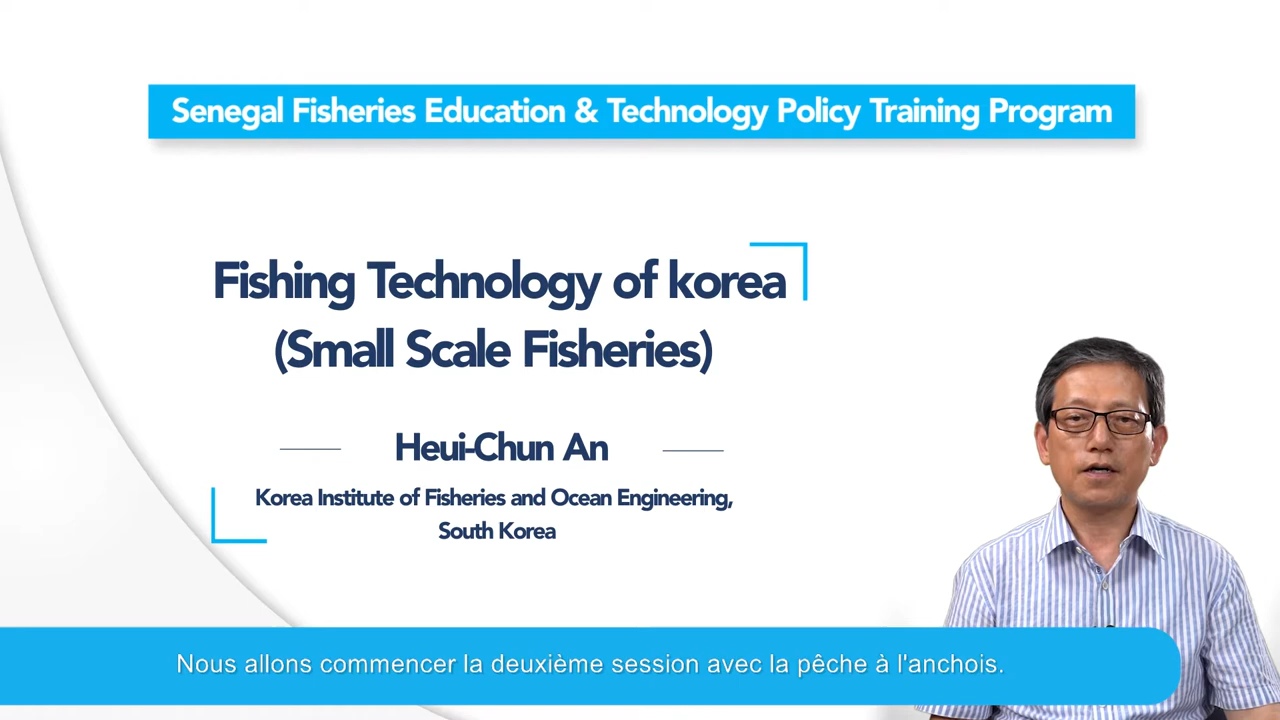 Senegal Fisheries Education & Technology Policy Training Program
Fishing Technology of korea
(Small Scale Fisheries)
Heui-Chun An
Korea Institute of Fisheries and Ocean Engineering,
South Korea
Nous allons commencer la deuxième session avec la pêche à l'anchois.